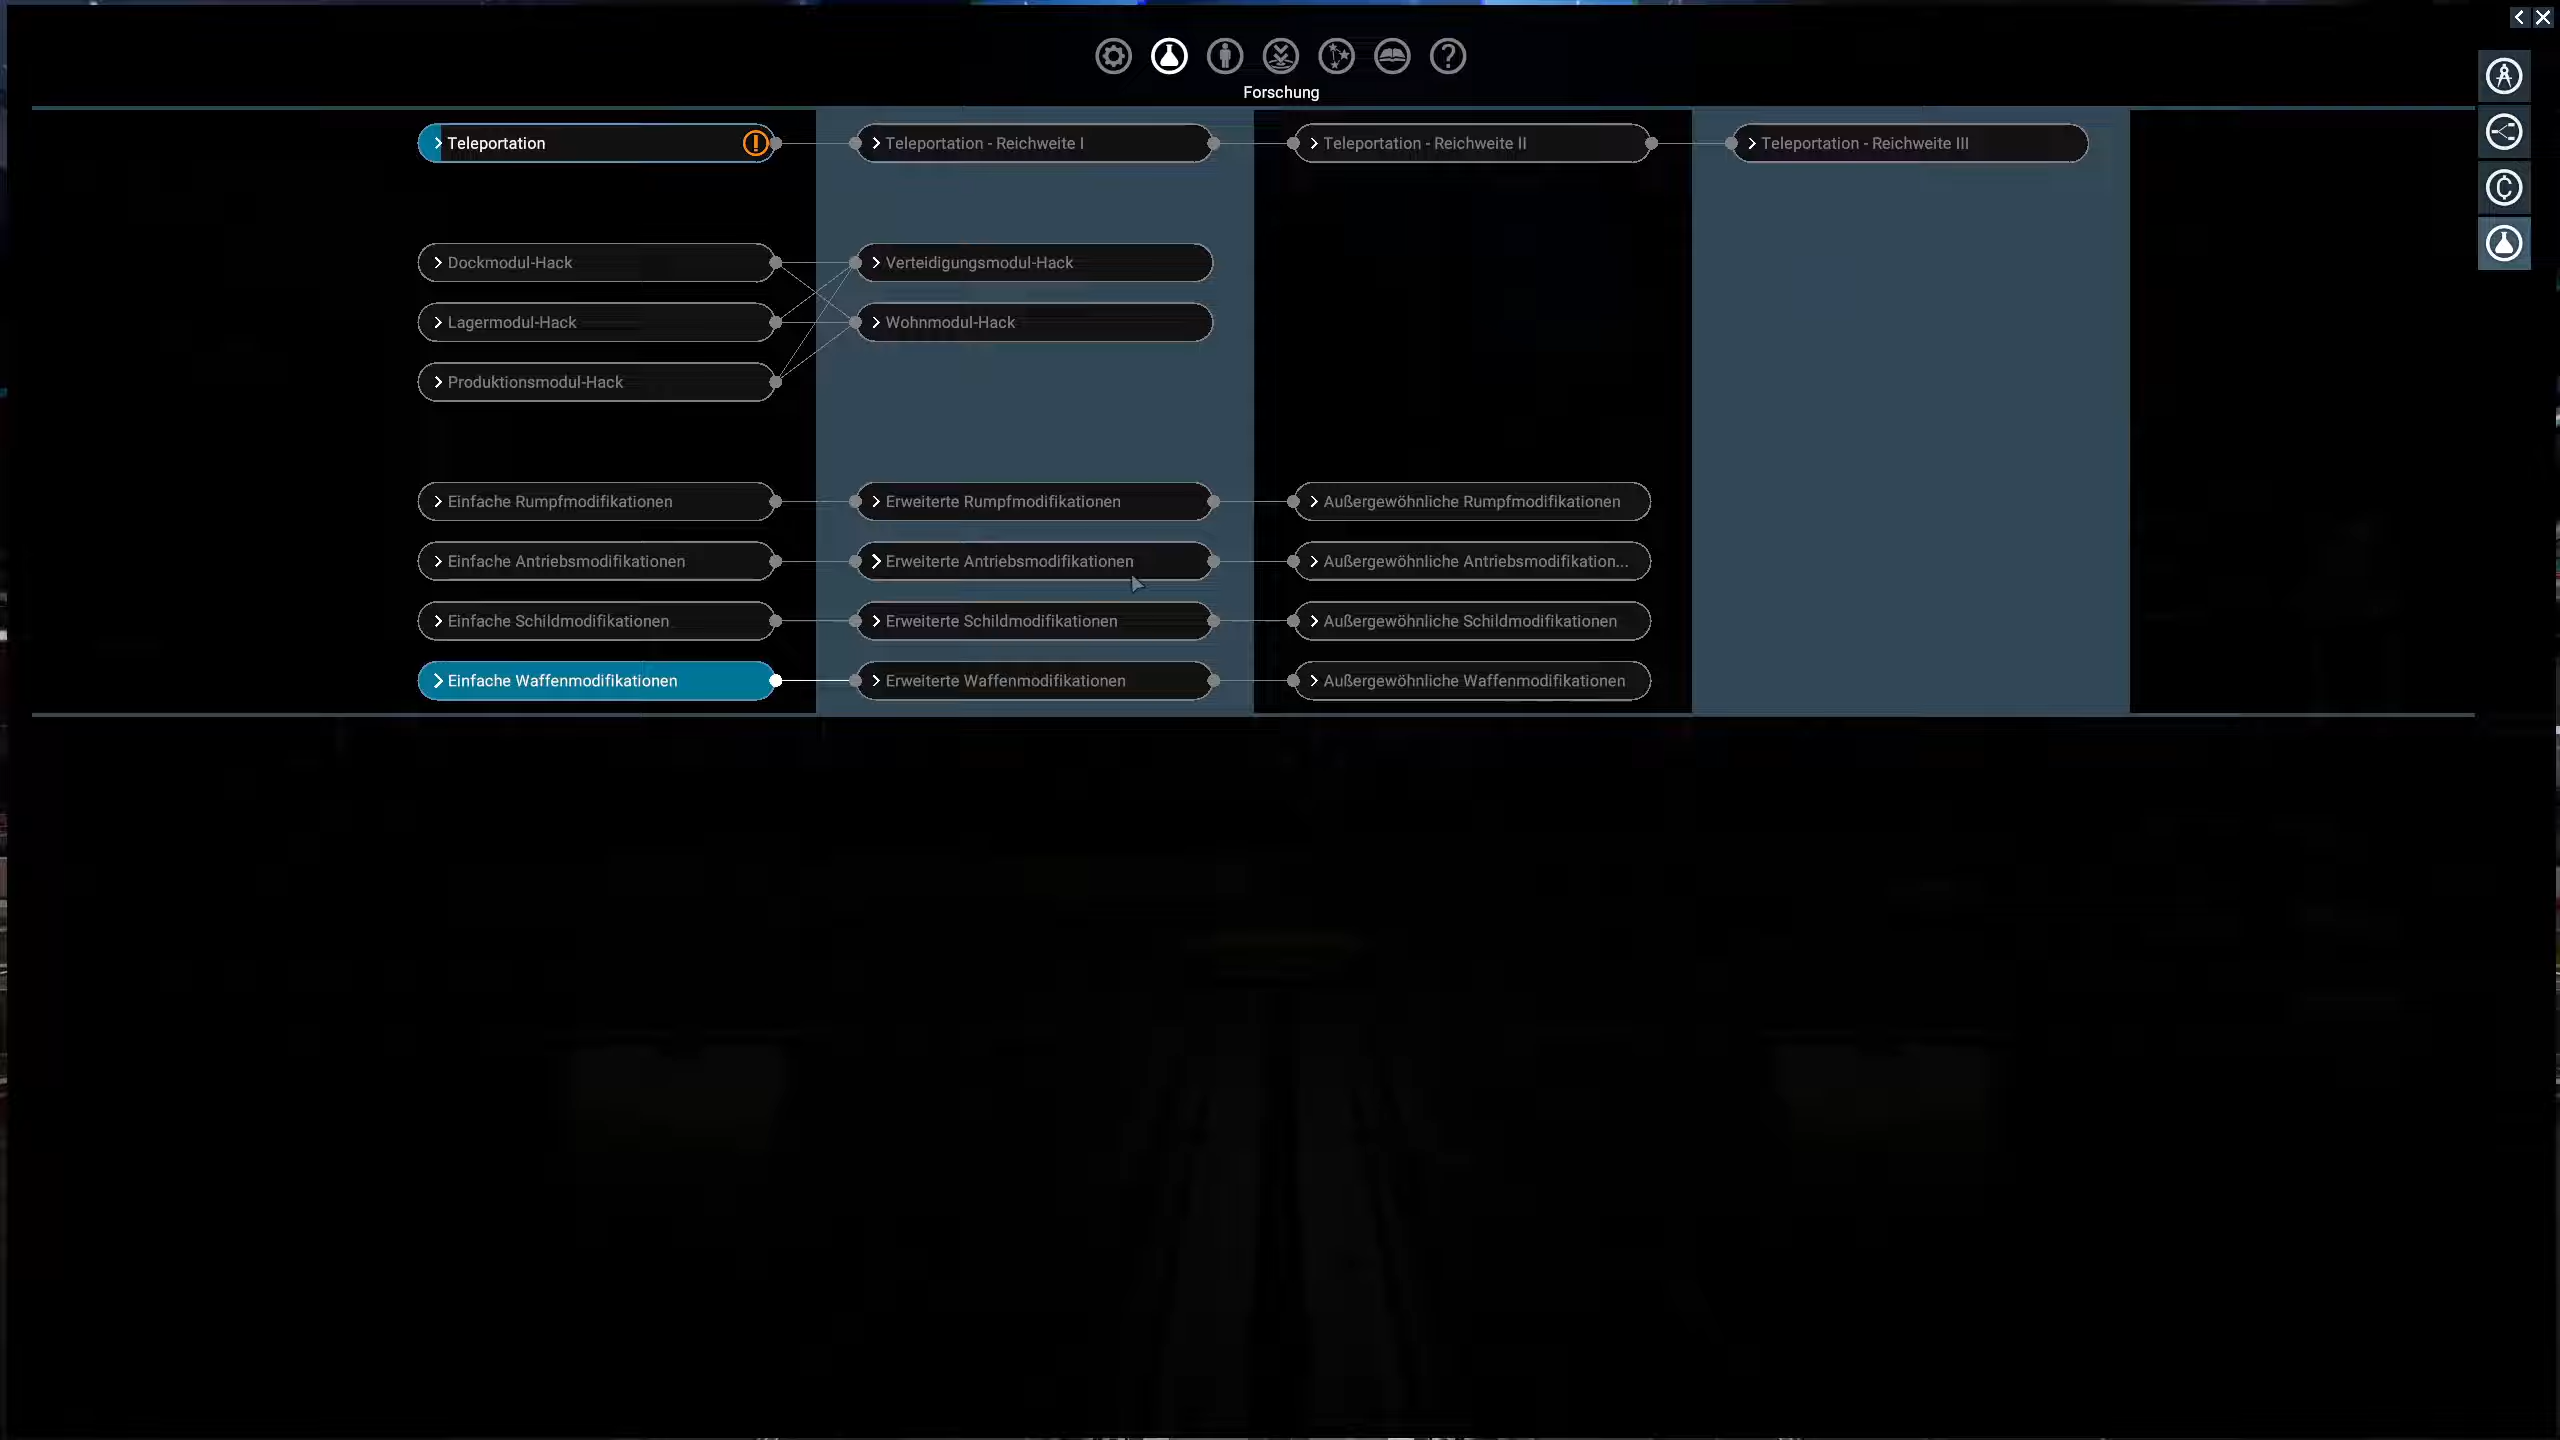 Forschung
Teleportation
Teleportation - Reichweite I
Teleportation - Reichweite II
Teleportation - Reichweite III
Dockmodul-Hack
Verteidigungsmodul-Hack
Lagermodul-Hack
Wohnmodul-Hack
Produktionsmodul-Hack
Einfache Rumpfmodifikationen
Erweiterte Rumpfmodifikationen
Außergewöhnliche Rumpfmodifikationen
Einfache Antriebsmodifikationen
Erweiterte Antriebsmodifikationen
Außergewöhnliche Antriebsmodifikation...
Einfache Schildmodifikationen
Erweiterte Schildmodifikationen
Außergewöhnliche Schildmodifikationen
Einfache Waffenmodifikationen
Erweiterte Waffenmodifikationen
Außergewöhnliche Waffenmodifikationen